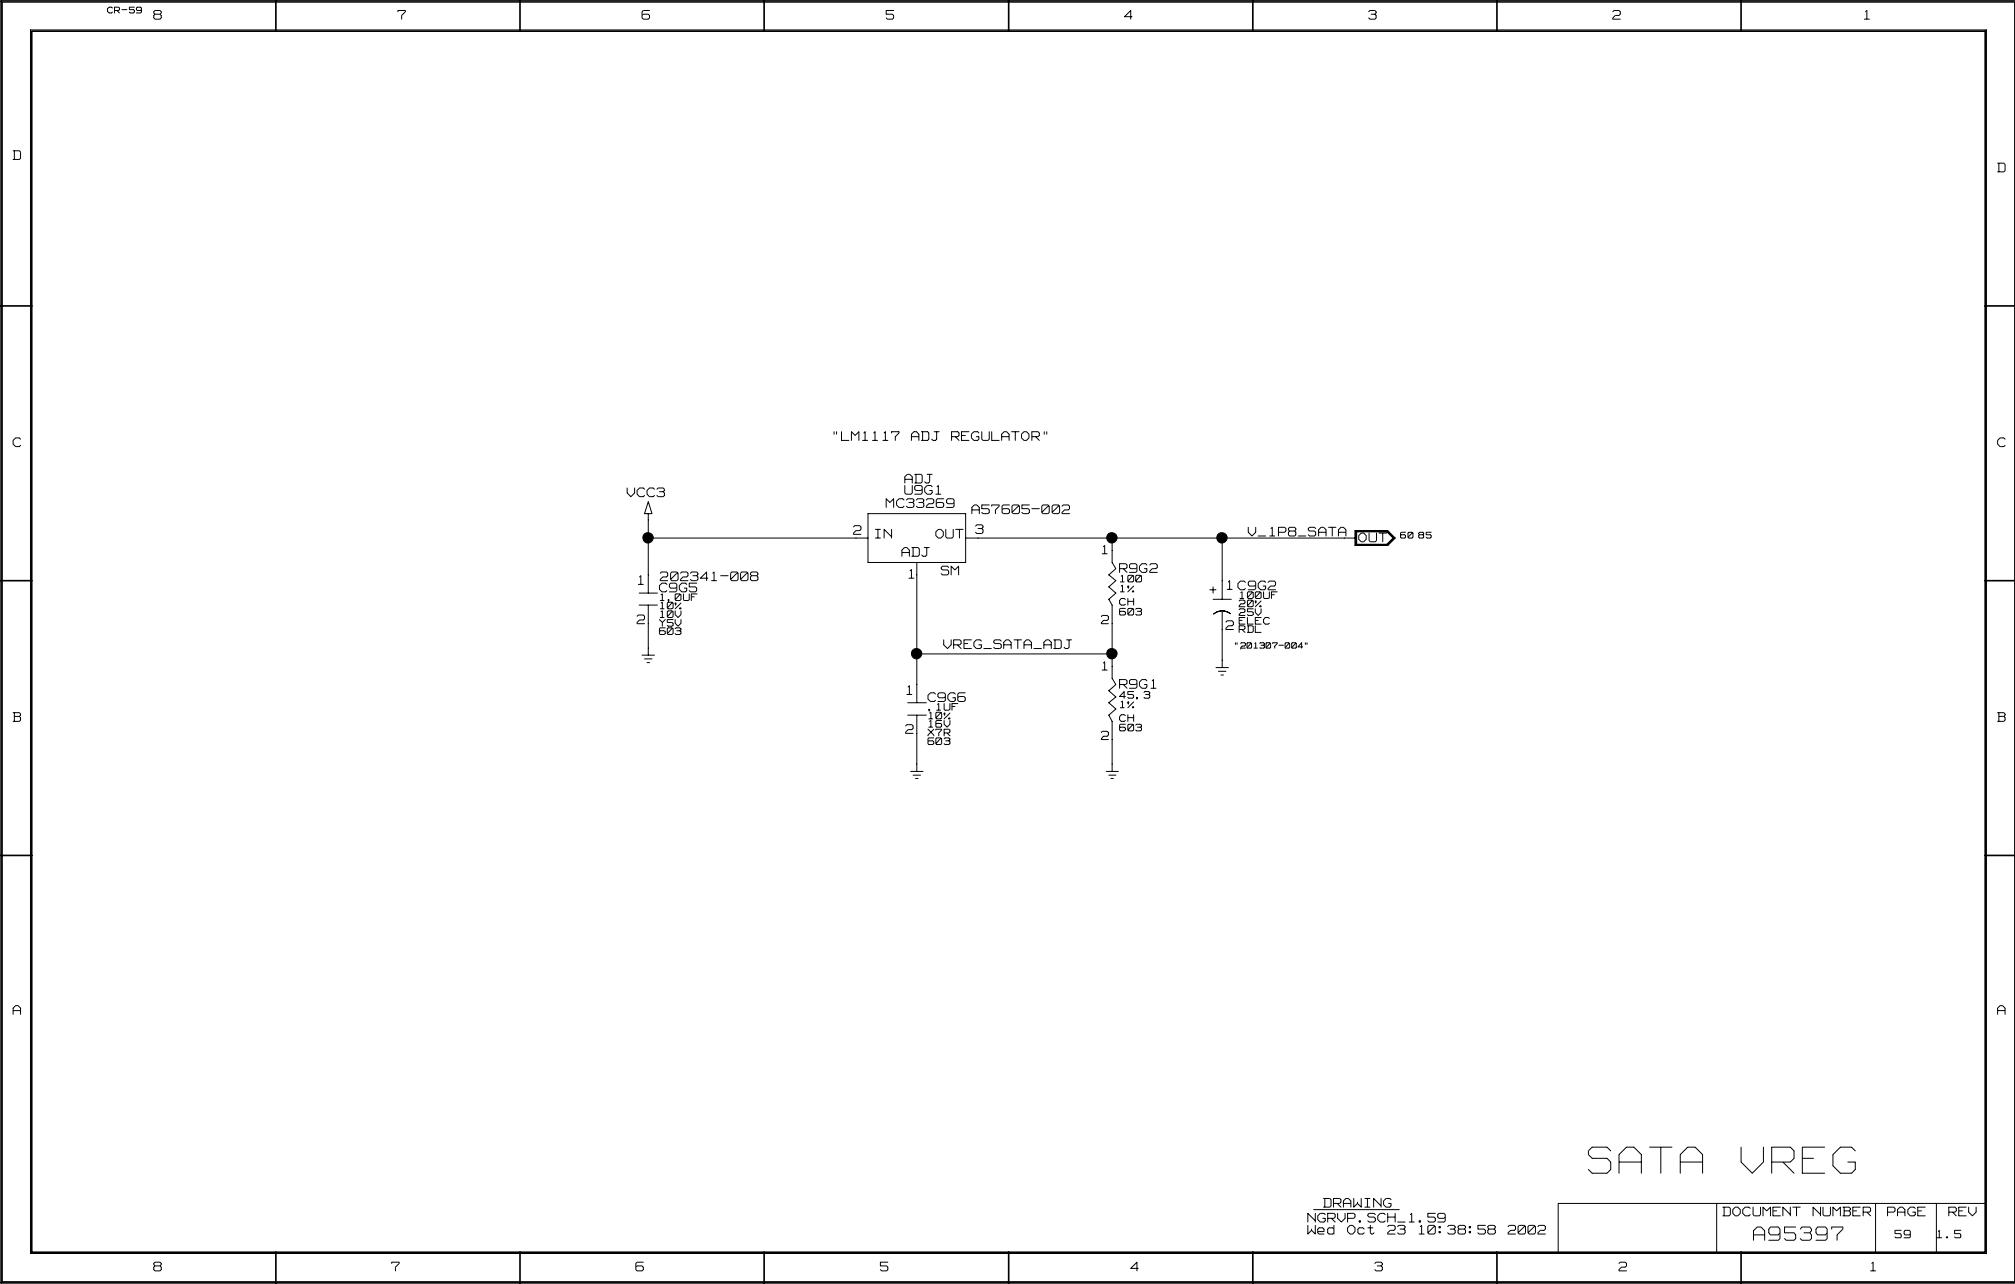 CR-59
8 7 6 5 4 3 2 1
D D
"LM1117 ADJ REGULATOR"
C C
ADJ
U9G1
MC33269
A57605-002
VCC3
2 IN OUT 3
ADJ
1 SM
V_1P8_SATA OUT 60 85
1 202341-008
C9G5
1.0UF
10%
10V
Y5V
603
2
1
R9G2
100
1%
CH
603
2
+ 1 C9G2
100UF
20%
25V
ELEC
RDL
2
"201307-004"
VREG_SATA_ADJ
1 C9G6
.1UF
10%
16V
X7R
603
2
1
R9G1
45.3
1%
CH
603
2
B B
A A
SATA VREG
DRAWING
NGRVP.SCH_1.59
Wed Oct 23 10:38:58 2002
DOCUMENT NUMBER PAGE REV
A95397 59 1.5
8 7 6 5 4 3 2 1